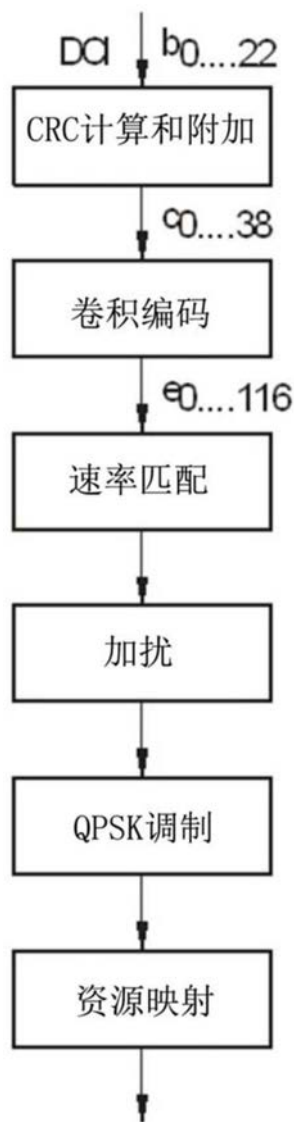 DCI b0....22
CRC计算和附加
c0....38
卷积编码
e0....116
速率匹配
加扰
QPSK调制
资源映射